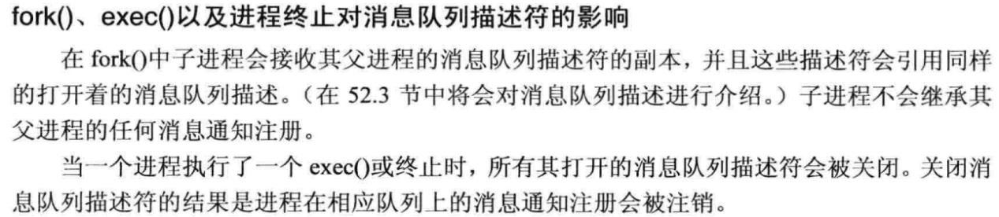 fork()、exec()以及进程终止对消息队列描述符的影响
在 fork()中子进程会接收其父进程的消息队列描述符的副本，并且这些描述符会引用同样
的打开着的消息队列描述。（在 52.3 节中将会对消息队列描述进行介绍。）子进程不会继承其
父进程的任何消息通知注册。
当一个进程执行了一个 exec()或终止时，所有其打开的消息队列描述符会被关闭。关闭消
息队列描述符的结果是进程在相应队列上的消息通知注册会被注销。